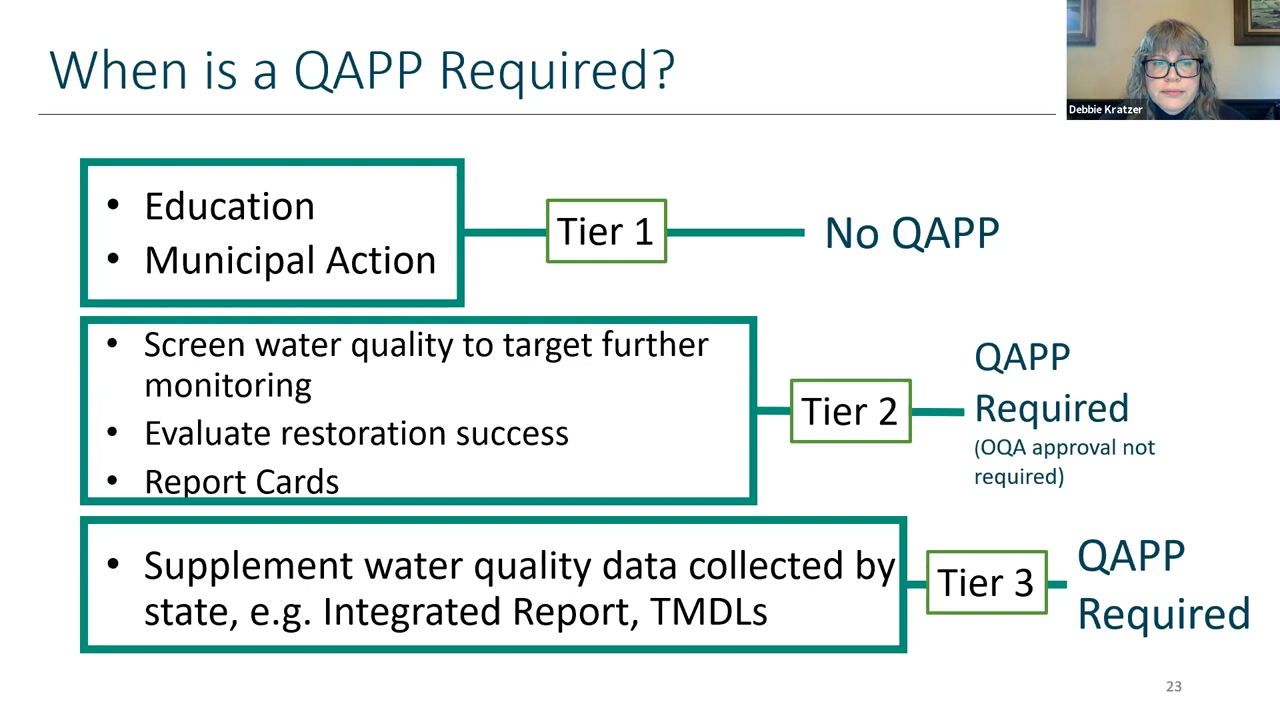 When is a QAPP Required?
Debbie Kratzer
• Education
• Municipal Action
Tier 1
No QAPP
• Screen water quality to target further
monitoring
• Evaluate restoration success
• Report Cards
Tier 2
QAPP
Required
(OQA approval not
required)
• Supplement water quality data collected by
state, e.g. Integrated Report, TMDLs
Tier 3
QAPP
Required
23